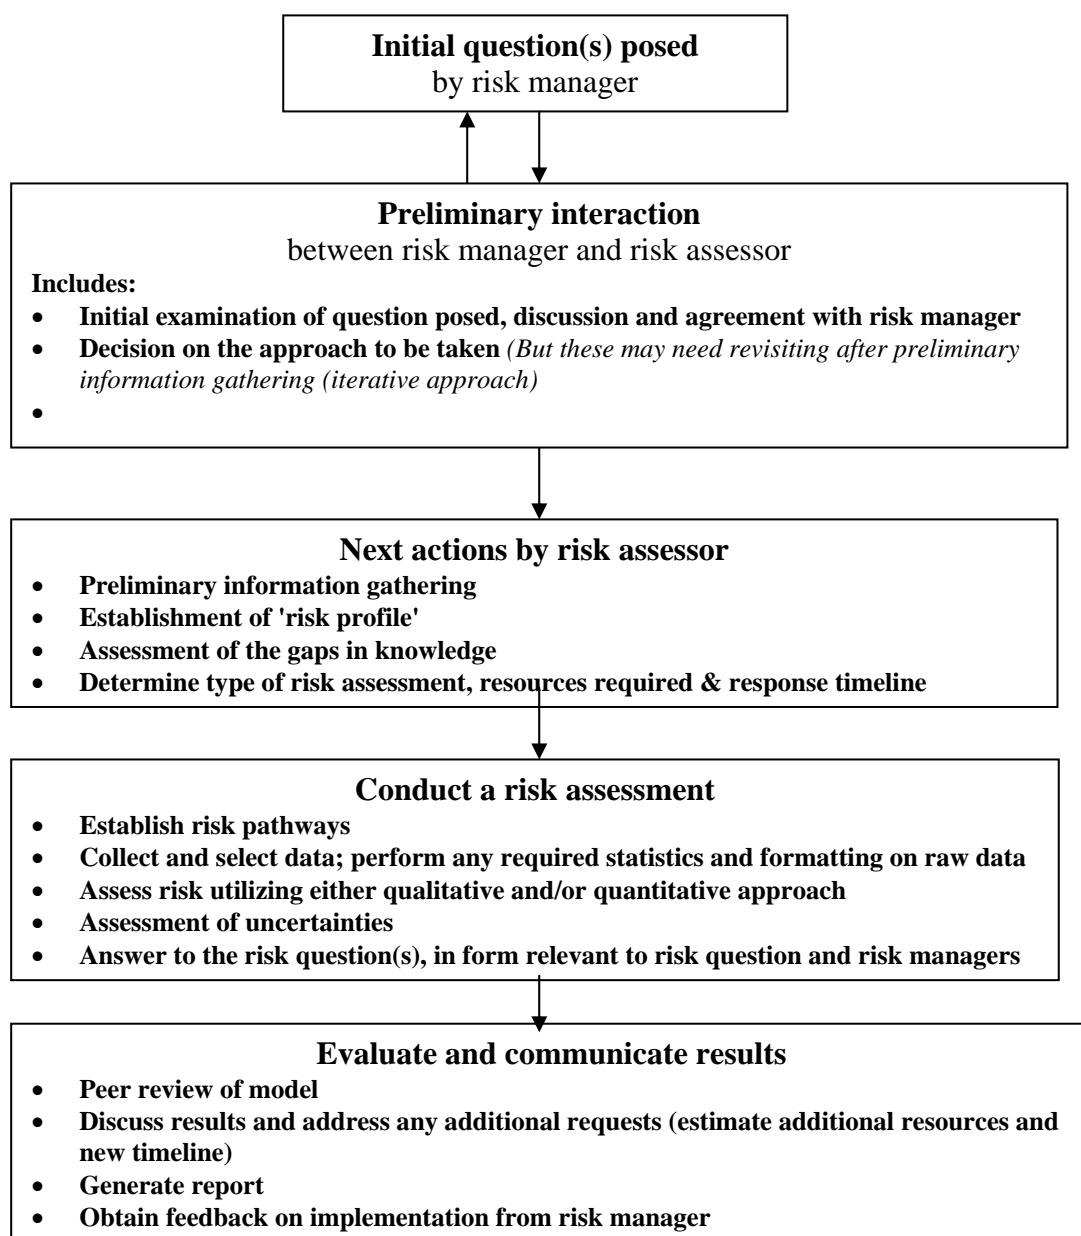 Initial question(s) posed
by risk manager
Preliminary interaction
between risk manager and risk assessor
Includes:
• Initial examination of question posed, discussion and agreement with risk manager
• Decision on the approach to be taken (But these may need revisiting after preliminary
information gathering (iterative approach)
•
Next actions by risk assessor
• Preliminary information gathering
• Establishment of 'risk profile'
• Assessment of the gaps in knowledge
• Determine type of risk assessment, resources required & response timeline
Conduct a risk assessment
• Establish risk pathways
• Collect and select data; perform any required statistics and formatting on raw data
• Assess risk utilizing either qualitative and/or quantitative approach
• Assessment of uncertainties
• Answer to the risk question(s), in form relevant to risk question and risk managers
Evaluate and communicate results
• Peer review of model
• Discuss results and address any additional requests (estimate additional resources and
new timeline)
• Generate report
• Obtain feedback on implementation from risk manager